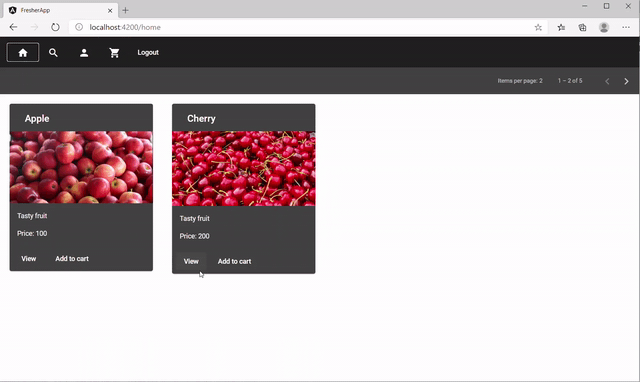 FresherApp
localhost:4200/home
Logout
Items per page: 2 1 – 2 of 5
Apple
Tasty fruit
Price: 100
View Add to cart
Cherry
Tasty fruit
Price: 200
View Add to cart